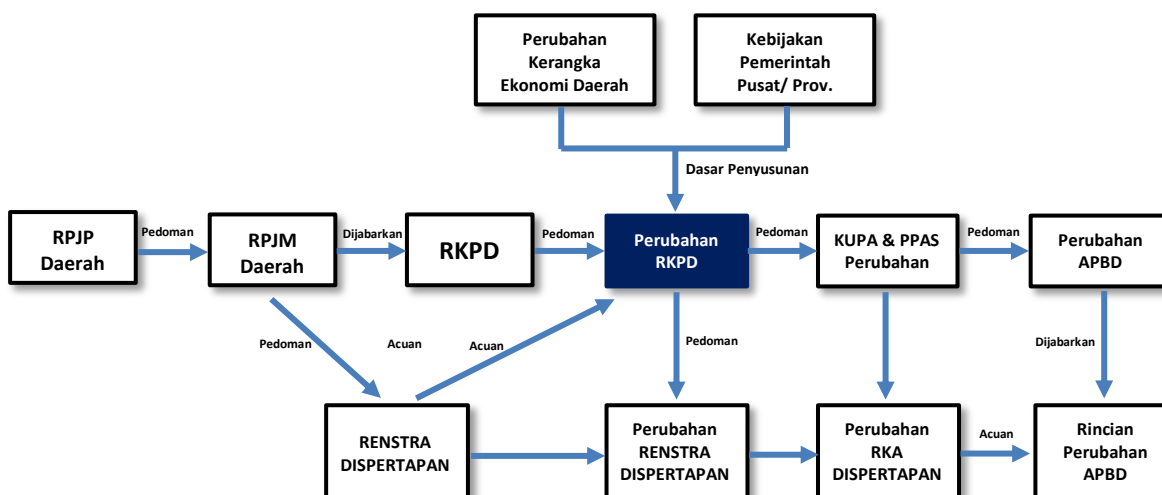 Perubahan
Kerangka
Ekonomi Daerah
Kebijakan
Pemerintah
Pusat/ Prov.
Dasar Penyusunan
RPJP
Daerah
Pedoman
RPJM
Daerah
Dijabarkan
RKPD
Pedoman
Perubahan
RKPD
Pedoman
KUPA & PPAS
Perubahan
Pedoman
Perubahan
APBD
Pedoman
Acuan
Acuan
Pedoman
Dijabarkan
RENSTRA
DISPERTAPAN
Perubahan
RENSTRA
DISPERTAPAN
Perubahan
RKA
DISPERTAPAN
Acuan
Rincian
Perubahan
APBD